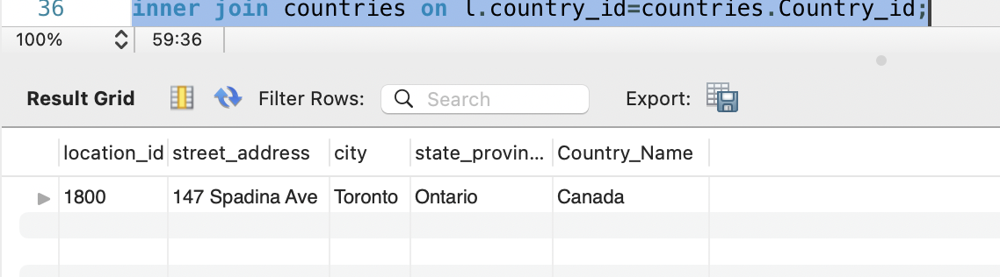 36 inner join countries on l.country_id=countries.Country_id;
100% 59:36
Result Grid Filter Rows: Search Export:
location_id street_address city state_provin... Country_Name
1800 147 Spadina Ave Toronto Ontario Canada